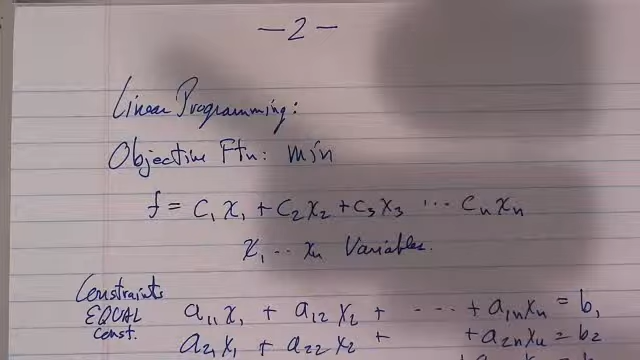 -2-
Linear Programming:
Objective Ftn: min
f = C₁x₁ + C₂x₂ + C₃x₃ ... Cₙxₙ
x₁ ... xₙ Variables.
Constraints
EQUAL a₁₁x₁ + a₁₂x₂ + ... + a₁ₙxₙ = b₁
Const. a₂₁x₁ + a₂₂x₂ + + a₂ₙxₙ = b₂